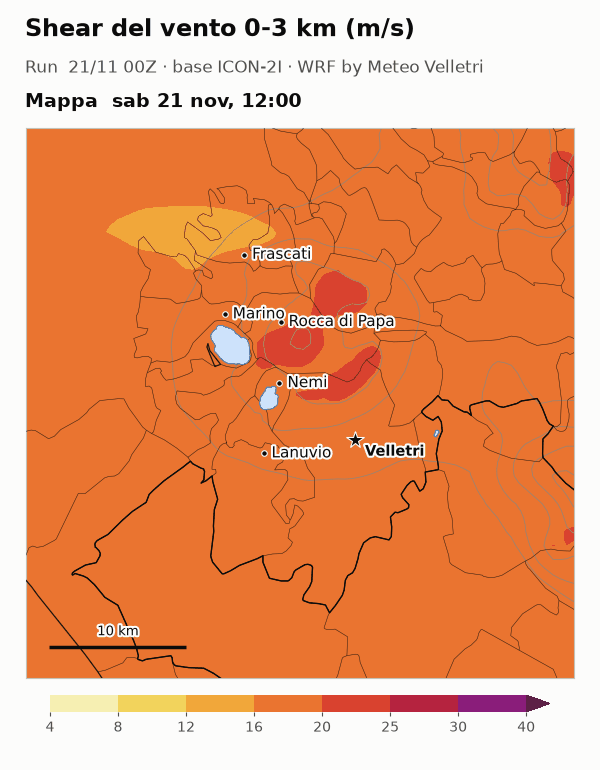 Shear del vento 0-3 km (m/s)
Run  21/11 00Z · base ICON-2I · WRF by Meteo Velletri
Mappa  sab 21 nov, 12:00
Frascati
Marino
Rocca di Papa
Nemi
Velletri
Lanuvio
10 km
4 8 12 16 20 25 30 40